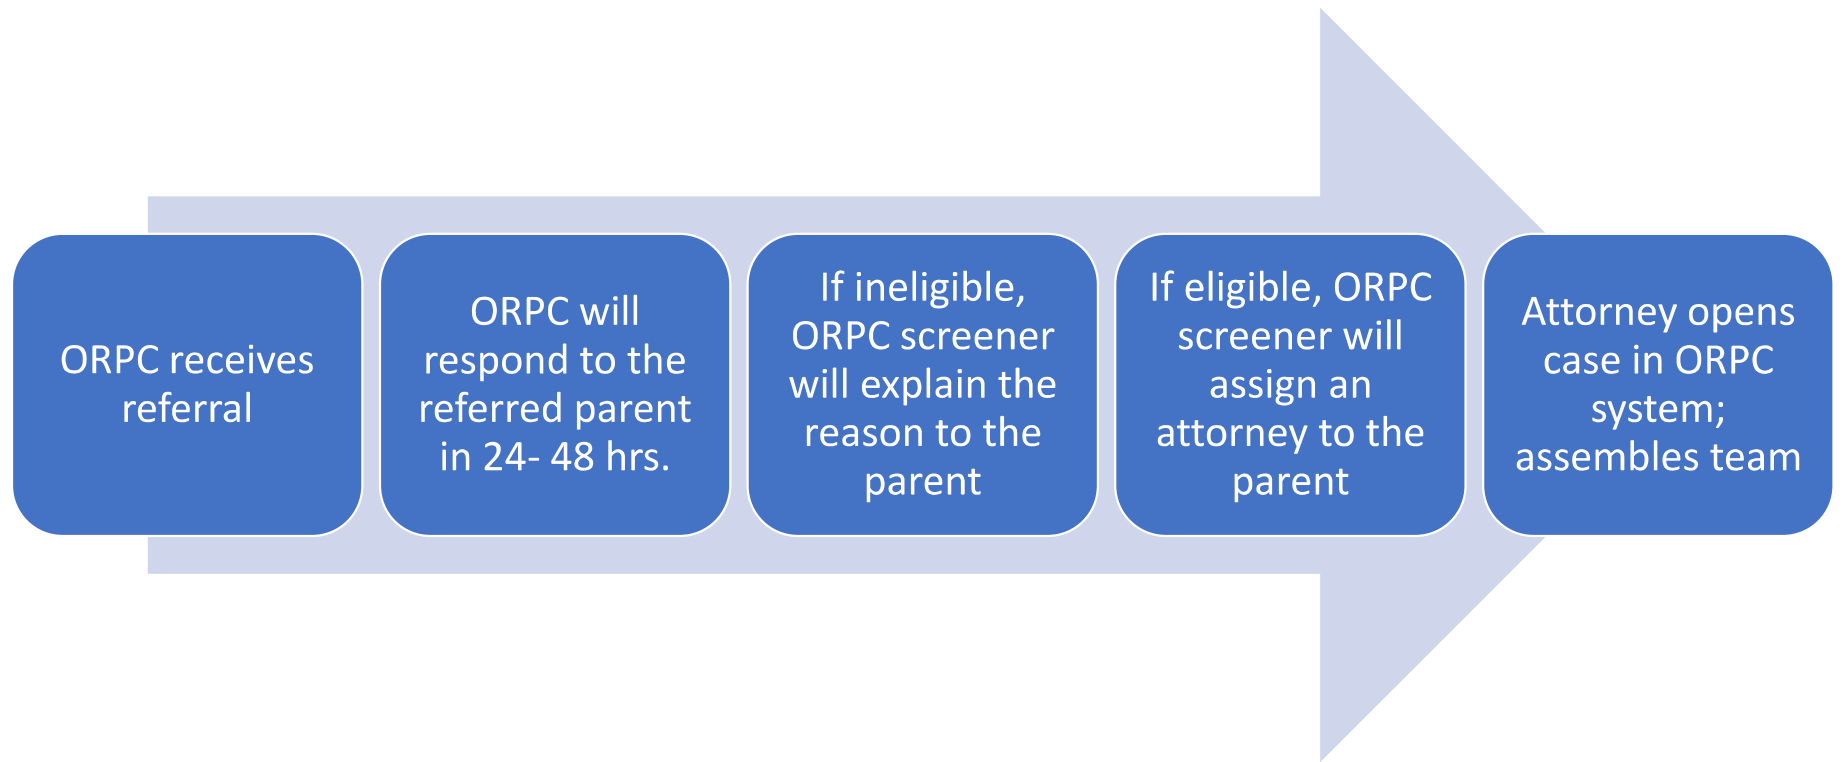 ORPC receives
referral
ORPC will
respond to the
referred parent
in 24- 48 hrs.
If ineligible,
ORPC screener
will explain the
reason to the
parent
If eligible, ORPC
screener will
assign an
attorney to the
parent
Attorney opens
case in ORPC
system;
assembles team